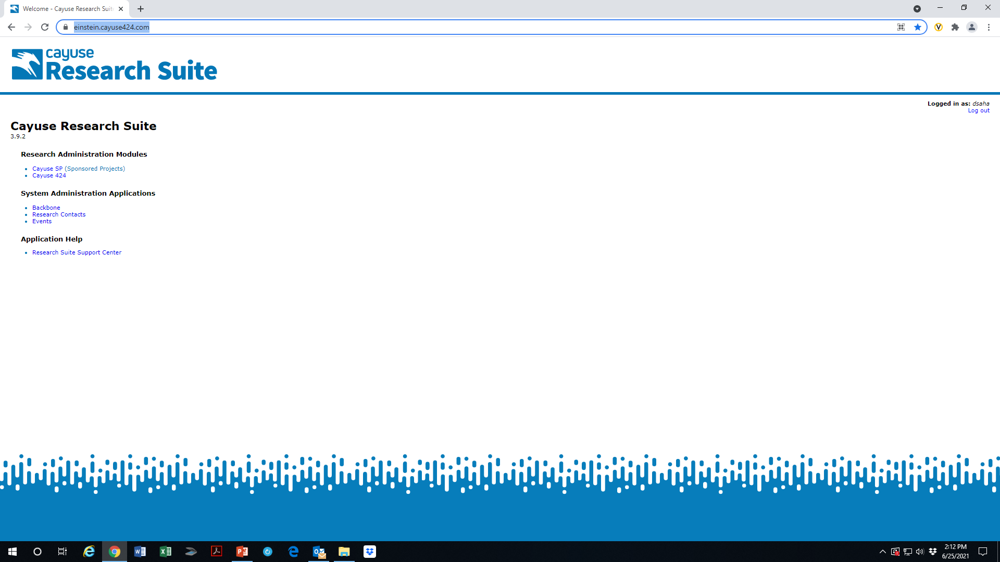 Welcome - Cayuse Research Suit
einstein.cayuse424.com
cayuse
Research Suite
Logged in as: dsaha
Log out
Cayuse Research Suite
3.9.2
Research Administration Modules
Cayuse SP (Sponsored Projects)
Cayuse 424
System Administration Applications
Backbone
Research Contacts
Events
Application Help
Research Suite Support Center
2:12 PM
6/25/2021